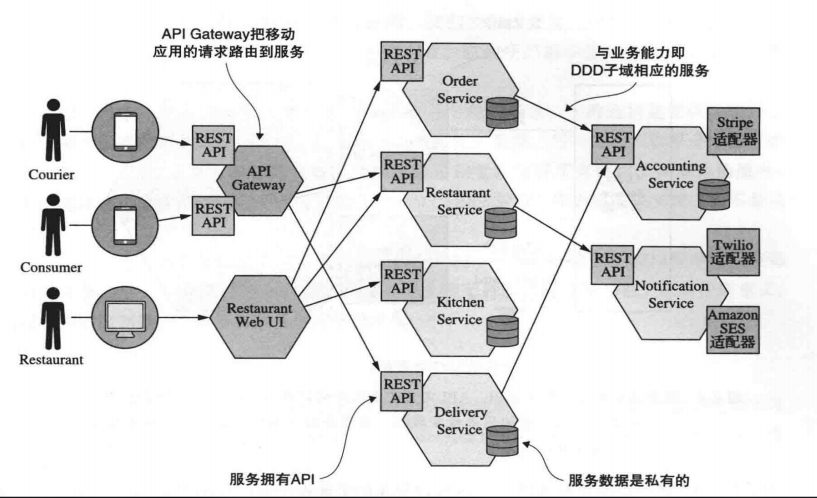 API Gateway把移动
应用的请求路由到服务
与业务能力即
DDD子域相应的服务
REST
API
Order
Service
Stripe
适配器
REST
API
Accounting
Service
Courier
REST
API
API
Gateway
REST
API
Restaurant
Service
REST
API
Consumer
Twilio
适配器
REST
API
Notification
Service
Amazon
SES
适配器
Restaurant
Restaurant
Web UI
REST
API
Kitchen
Service
REST
API
Delivery
Service
服务拥有API
服务数据是私有的